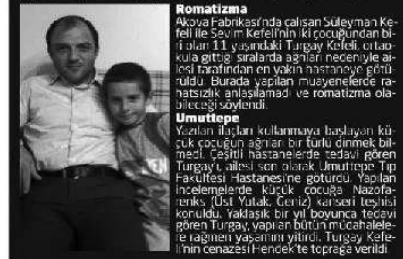 Romatizma
Akova Fabrikası'nda çalışan Süleyman Ke-
feli ile Sevim Kefeli'nin iki çocuğundan bi-
ri olan 11 yaşındaki Turgay Kefeli, ortao-
kula gittiği sıralarda ağrıları nedeniyle ai-
lesi tarafından en yakın hastaneye götü-
rüldü. Burada yapılan muayenelerde ra-
hatsızlık anlaşılamadı ve romatizma ola-
bileceği söylendi.
Umuttepe
Yazılan ilaçları kullanmaya başlayan kü-
çük çocuğun ağrıları bir türlü dinmek bil-
medi. Çeşitli hastanelerde tedavi gören
Turgay'ı, ailesi son olarak Umuttepe Tıp
Fakültesi Hastanesi'ne götürdü. Yapılan
incelemelerde küçük çocuğa Nazofa-
renks (Üst Yutak, Geniz) kanseri teşhisi
konuldu. Yaklaşık bir yıl boyunca tedavi
gören Turgay, yapılan bütün mücahalele-
re rağmen yaşamını yitirdi. Turgay Kefe-
li'nin cenazesi Hendek'te toprağa verildi.